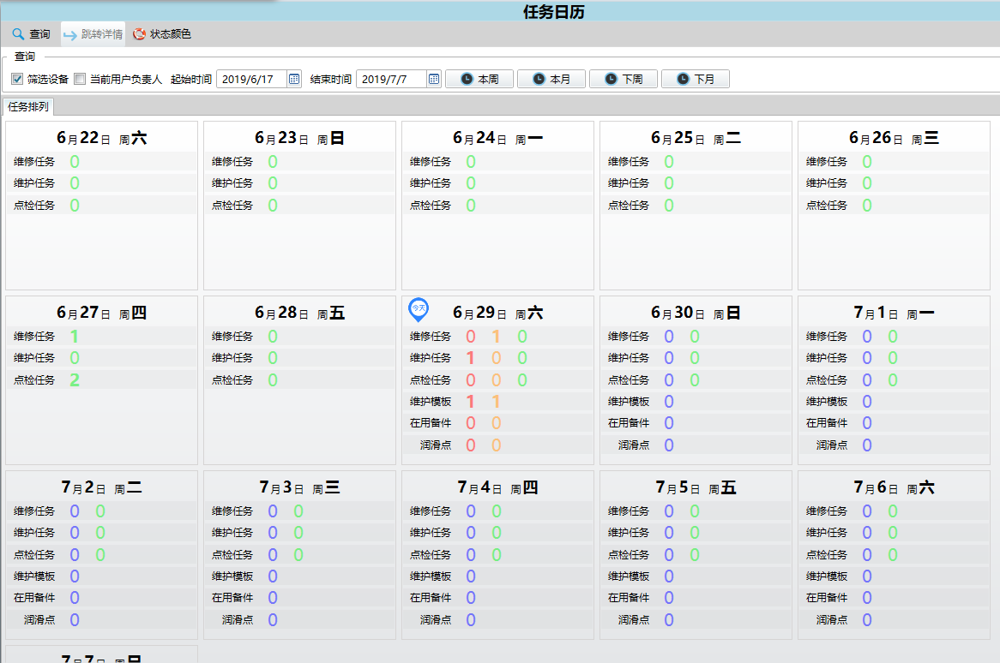 任务日历
查询 跳转详情 状态颜色
查询
筛选设备 当前用户负责人 起始时间 2019/6/17 结束时间 2019/7/7 本周 本月 下周 下月
任务排列
6月22日 周六 6月23日 周日 6月24日 周一 6月25日 周二 6月26日 周三
维修任务 0 维修任务 0 维修任务 0 维修任务 0 维修任务 0
维护任务 0 维护任务 0 维护任务 0 维护任务 0 维护任务 0
点检任务 0 点检任务 0 点检任务 0 点检任务 0 点检任务 0
6月27日 周四 6月28日 周五 今天 6月29日 周六 6月30日 周日 7月1日 周一
维修任务 1 维修任务 0 维修任务 0 1 0 维修任务 0 0 维修任务 0 0
维护任务 0 维护任务 0 维护任务 1 0 0 维护任务 0 0 维护任务 0 0
点检任务 2 点检任务 0 点检任务 0 0 0 点检任务 0 0 点检任务 0 0
维护模板 1 1 维护模板 0 维护模板 0
在用备件 0 0 在用备件 0 在用备件 0
润滑点 0 0 润滑点 0 润滑点 0
7月2日 周二 7月3日 周三 7月4日 周四 7月5日 周五 7月6日 周六
维修任务 0 0 维修任务 0 0 维修任务 0 0 维修任务 0 0 维修任务 0 0
维护任务 0 0 维护任务 0 0 维护任务 0 0 维护任务 0 0 维护任务 0 0
点检任务 0 0 点检任务 0 0 点检任务 0 0 点检任务 0 0 点检任务 0 0
维护模板 0 维护模板 0 维护模板 0 维护模板 0 维护模板 0
在用备件 0 在用备件 0 在用备件 0 在用备件 0 在用备件 0
润滑点 0 润滑点 0 润滑点 0 润滑点 0 润滑点 0
7月7日 周日